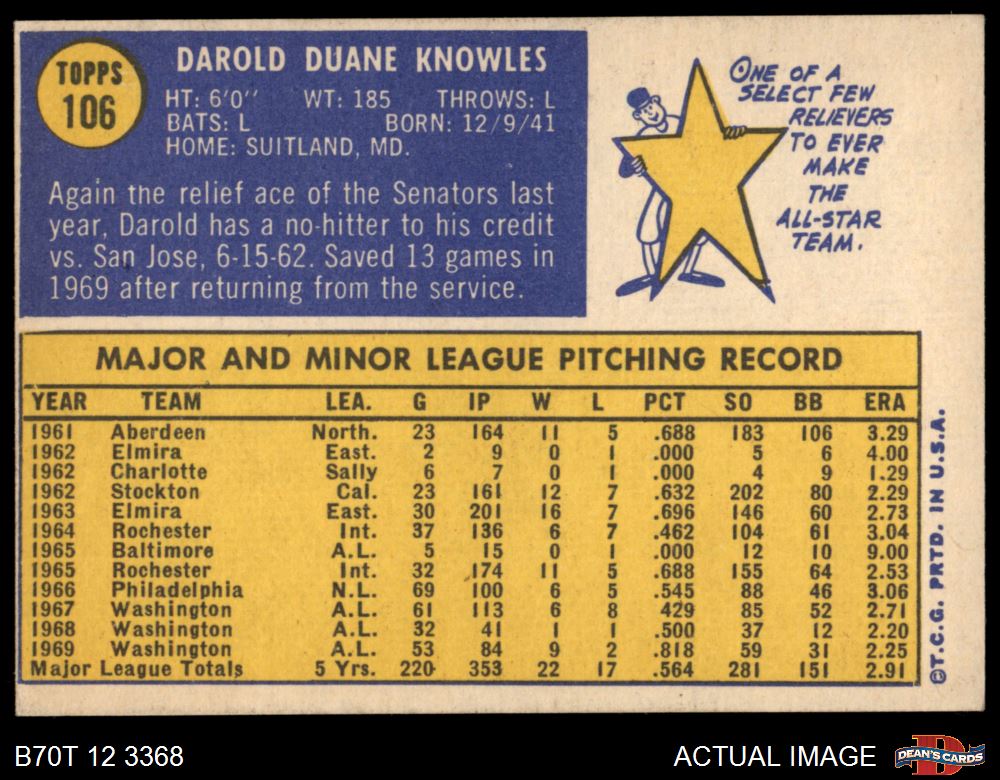 TOPPS
106
DAROLD DUANE KNOWLES
HT: 6'0" WT: 185 THROWS: L
BATS: L BORN: 12/9/41
HOME: SUITLAND, MD.
Again the relief ace of the Senators last
year, Darold has a no-hitter to his credit
vs. San Jose, 6-15-62. Saved 13 games in
1969 after returning from the service.
ONE OF A
SELECT FEW
RELIEVERS
TO EVER
MAKE
THE
ALL-STAR
TEAM.
MAJOR AND MINOR LEAGUE PITCHING RECORD
YEAR TEAM LEA. G IP W L PCT SO BB ERA
1961 Aberdeen North. 23 164 11 5 .688 183 106 3.29
1962 Elmira East. 2 9 0 1 .000 5 6 4.00
1962 Charlotte Sally 6 7 0 1 .000 4 9 1.29
1962 Stockton Cal. 23 161 12 7 .632 202 80 2.29
1963 Elmira East. 30 201 16 7 .696 146 60 2.73
1964 Rochester Int. 37 136 6 7 .462 104 61 3.04
1965 Baltimore A.L. 5 15 0 1 .000 12 10 9.00
1965 Rochester Int. 32 174 11 5 .688 155 64 2.53
1966 Philadelphia N.L. 69 100 6 5 .545 88 46 3.06
1967 Washington A.L. 61 113 6 8 429 85 52 2.71
1968 Washington A.L. 32 41 1 1 .500 37 12 2.20
1969 Washington A.L. 53 84 9 2 .818 59 31 2.25
Major League Totals 5 Yrs. 220 353 22 17 .564 281 151 2.91
©T.C.G. PRTD. IN U.S.A.
B70T 12 3368
ACTUAL IMAGE
D
DEAN'S CARDS